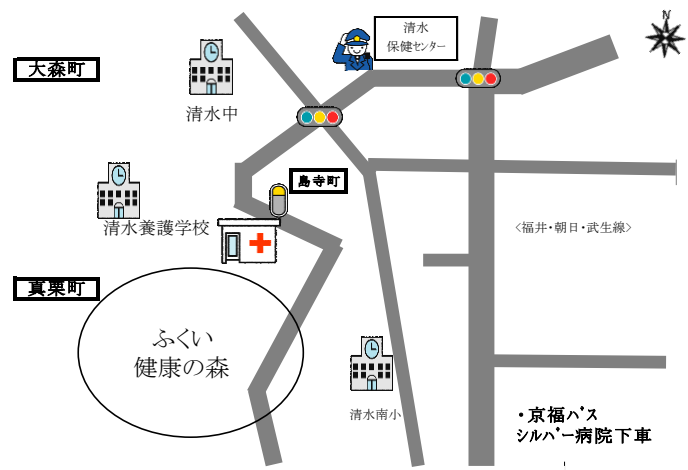 清水
保健センター
N
大森町
清水中
島寺町
清水養護学校
<福井・朝日・武生線>
真栗町
ふくい
健康の森
清水南小
・京福バス
シルバー病院下車